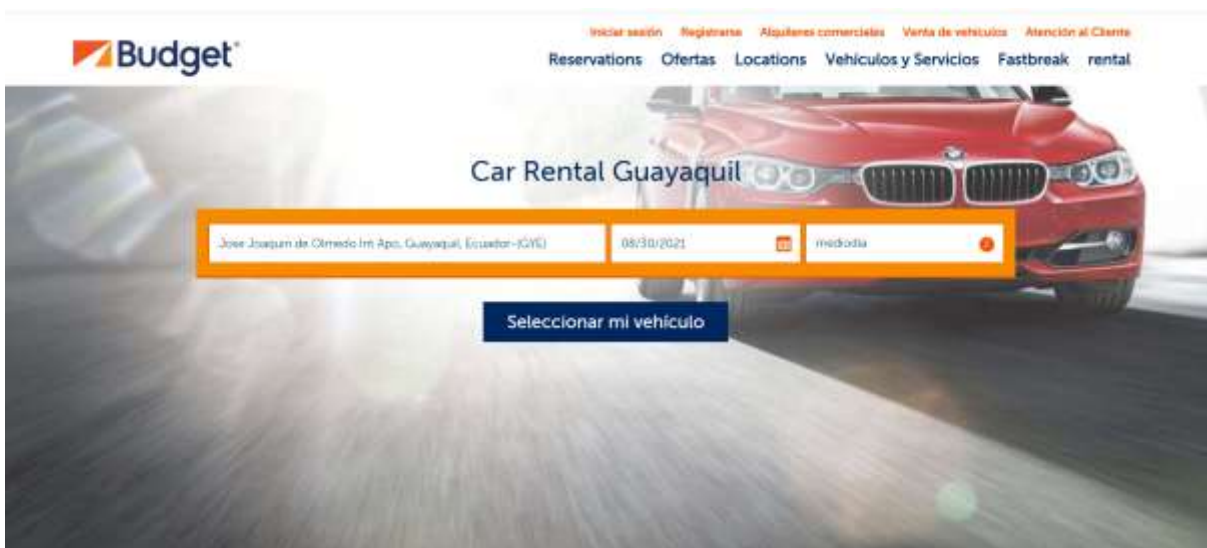 Iniciar sesión Registrarse Alquileres comerciales Venta de vehículos Atención al Cliente
Budget
Reservations Ofertas Locations Vehículos y Servicios Fastbreak rental
Car Rental Guayaquil
Jose Joaquin de Olmedo Int Apo, Guayaquil, Ecuador-(GYE) 08/30/2021 mediodía
Seleccionar mi vehículo